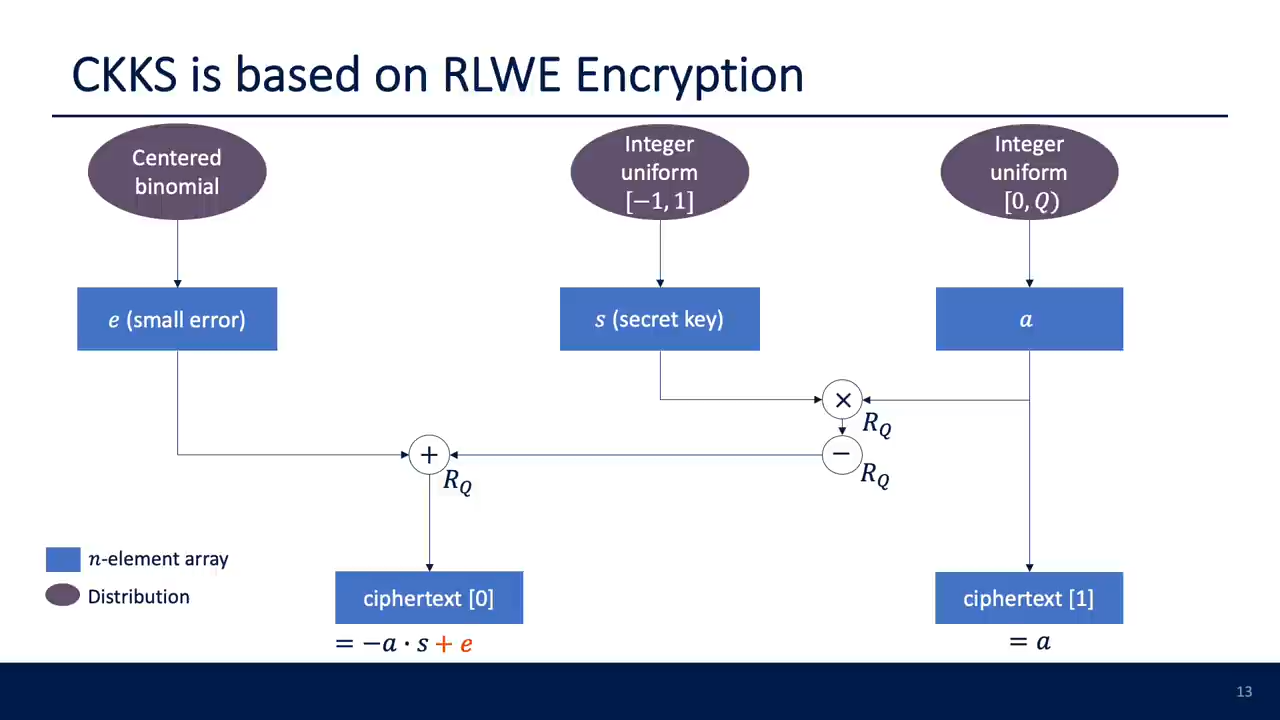 CKKS is based on RLWE Encryption
Centered
binomial
Integer
uniform
[−1, 1]
Integer
uniform
[0, Q)
e (small error)
s (secret key)
a
×
R_Q
+
−
R_Q
R_Q
n-element array
Distribution
ciphertext [0]
ciphertext [1]
= −a · s + e
= a
13